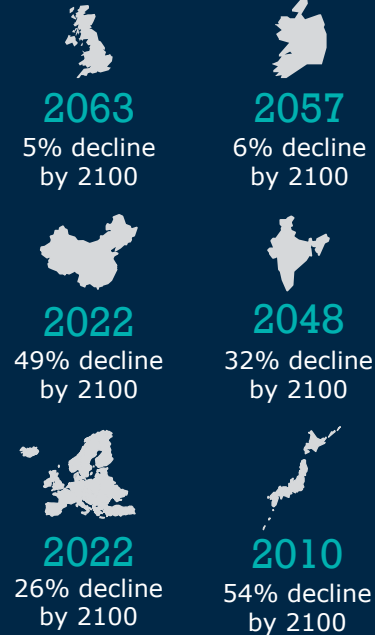 2063
5% decline
by 2100
2057
6% decline
by 2100
2022
49% decline
by 2100
2048
32% decline
by 2100
2022
26% decline
by 2100
2010
54% decline
by 2100